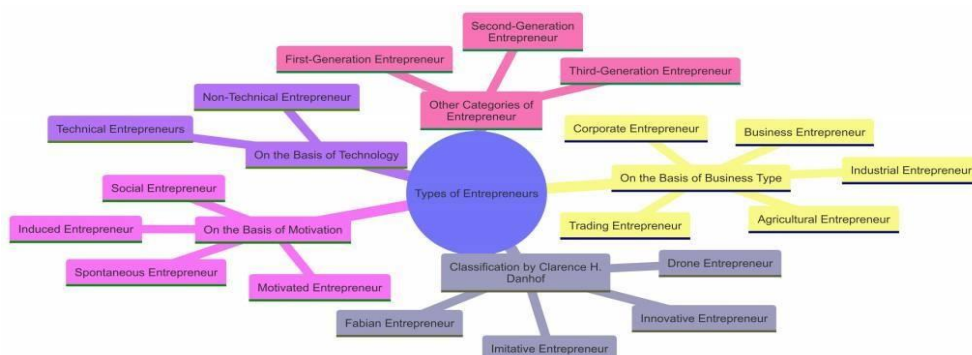 Second-Generation
Entrepreneur
First-Generation Entrepreneur
Third-Generation Entrepreneur
Other Categories of
Entrepreneur
Non-Technical Entrepreneur
Technical Entrepreneurs
On the Basis of Technology
Corporate Entrepreneur
Business Entrepreneur
On the Basis of Business Type
Industrial Entrepreneur
Trading Entrepreneur
Agricultural Entrepreneur
Types of Entrepreneurs
Social Entrepreneur
Induced Entrepreneur
On the Basis of Motivation
Spontaneous Entrepreneur
Motivated Entrepreneur
Classification by Clarence H.
Danhof
Drone Entrepreneur
Fabian Entrepreneur
Innovative Entrepreneur
Imitative Entrepreneur